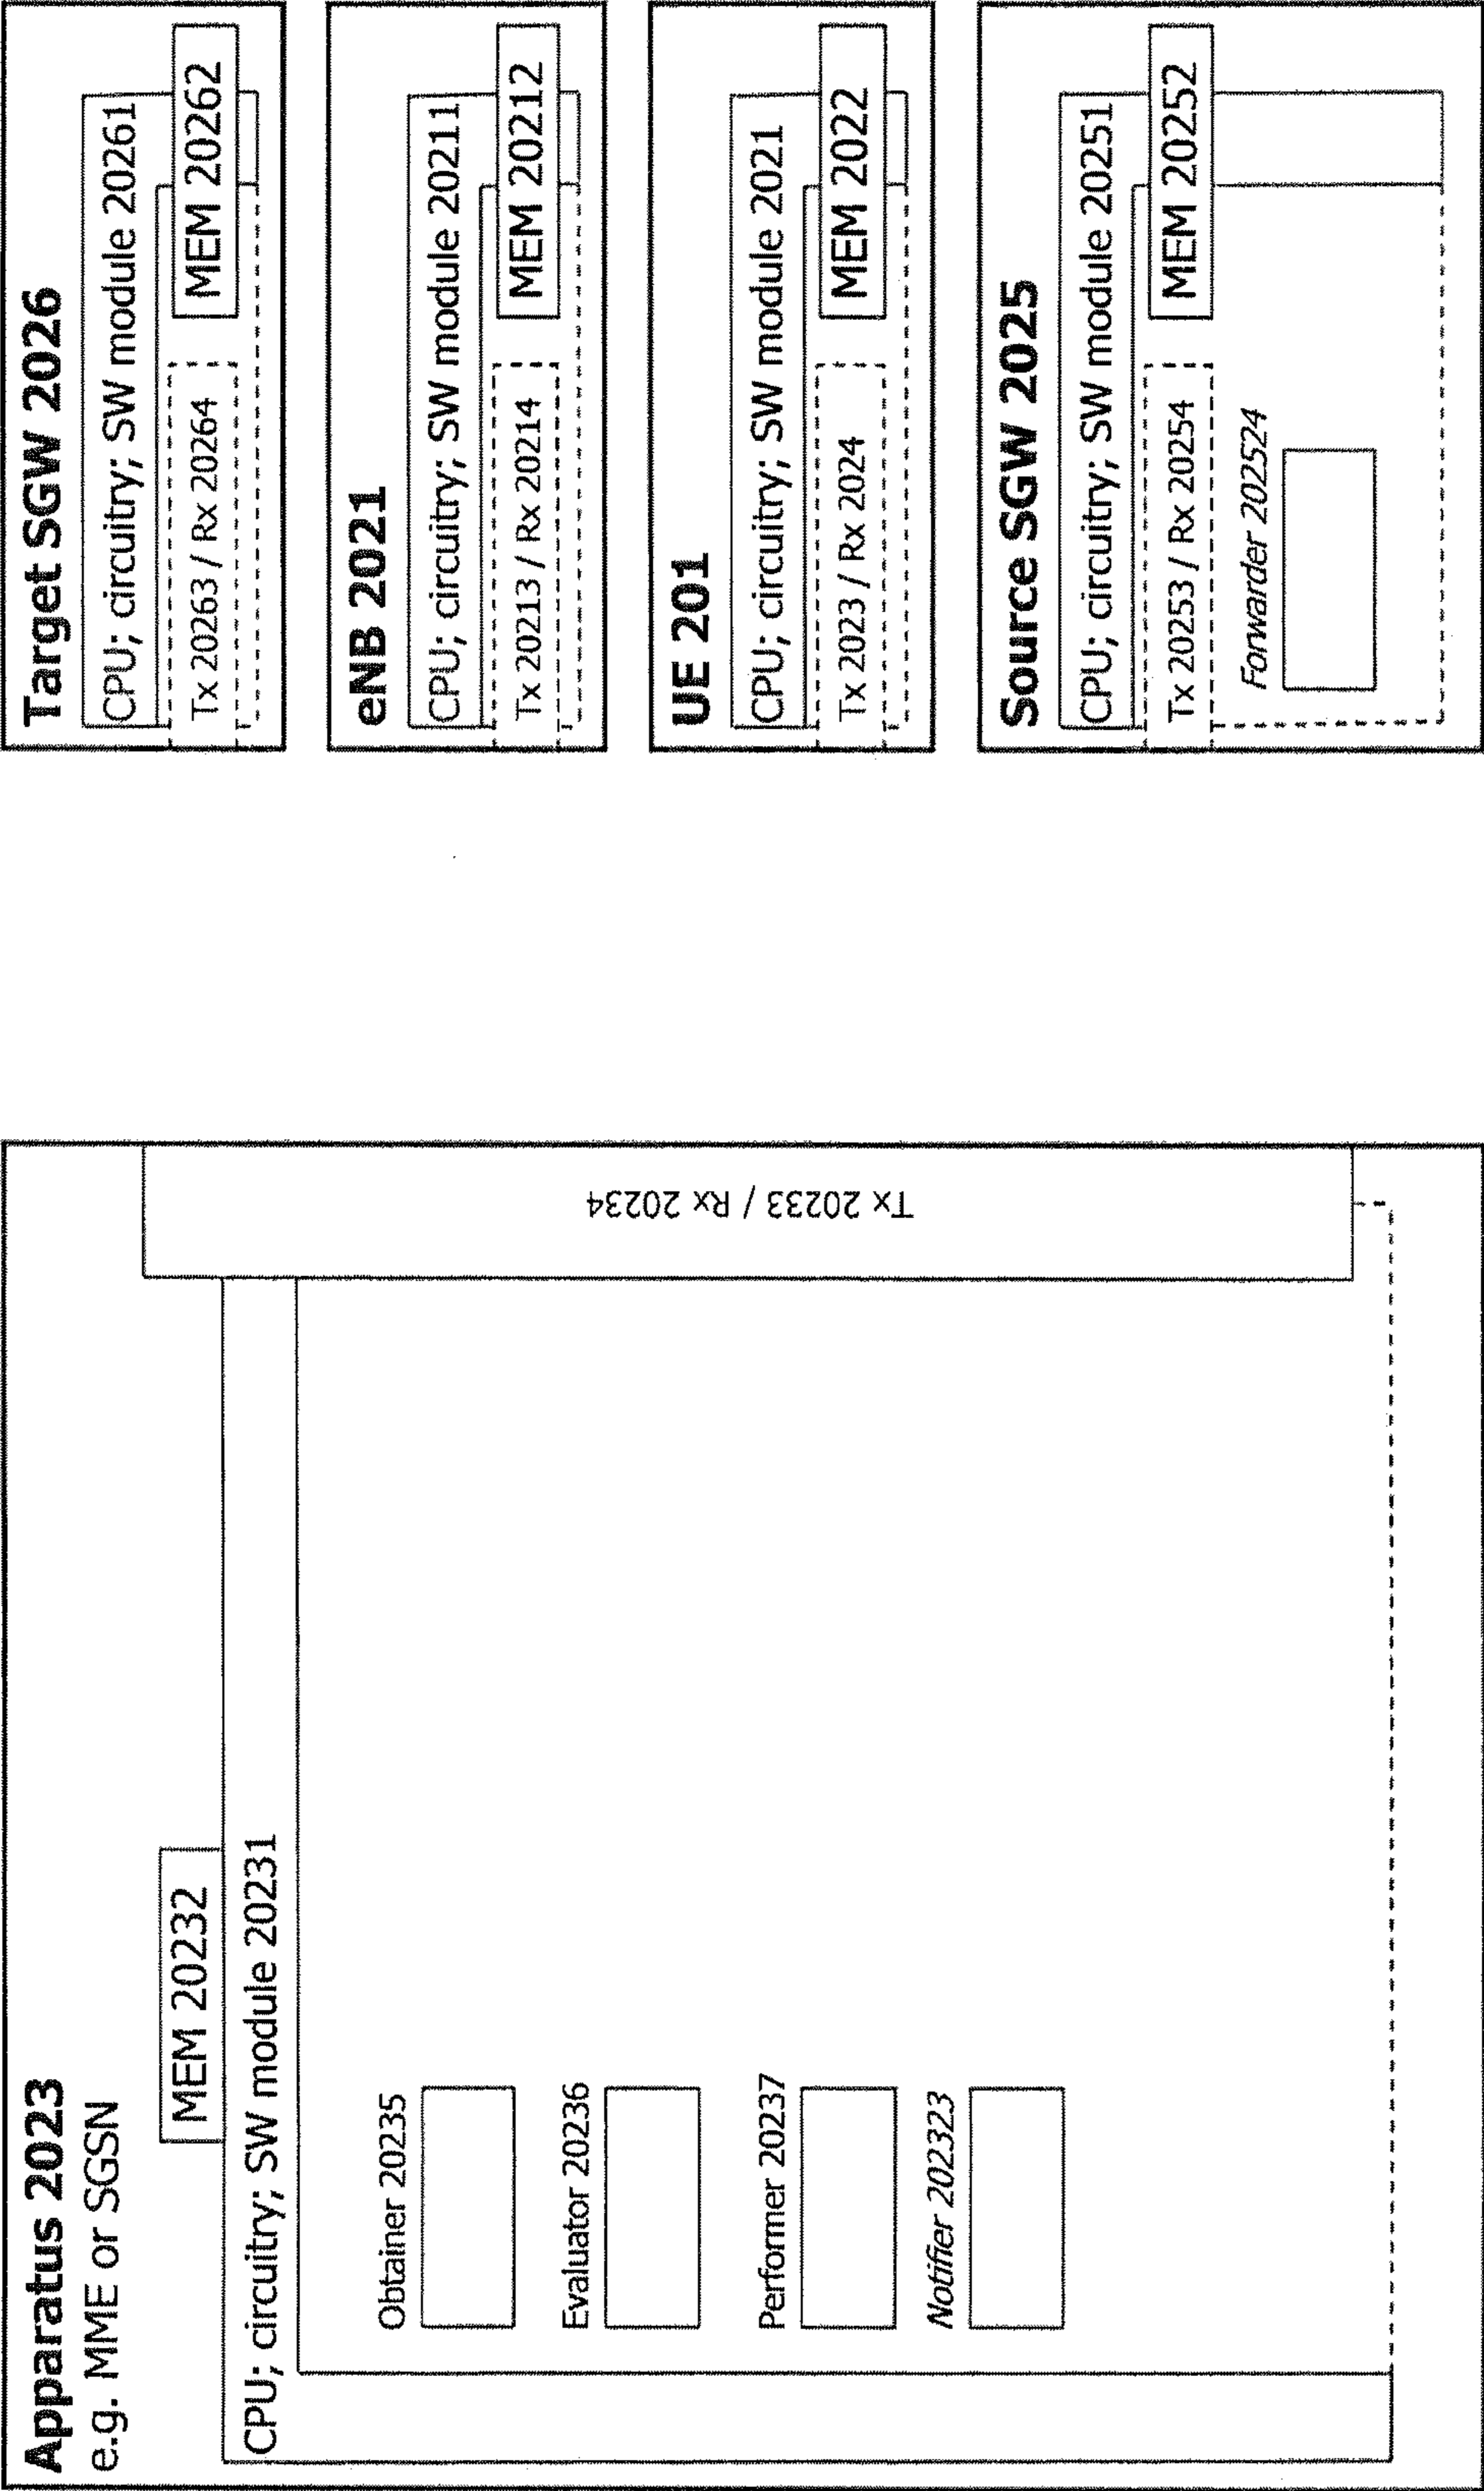 Apparatus 2023
e.g. MME or SGSN
MEM 20232
CPU; circuitry; SW module 20231
Obtainer 20235
Evaluator 20236
Performer 20237
Notifier 202323
Tx 20233 / Rx 20234
Target SGW 2026
CPU; circuitry; SW module 20261
Tx 20263 / Rx 20264
MEM 20262
eNB 2021
CPU; circuitry; SW module 20211
Tx 20213 / Rx 20214
MEM 20212
UE 201
CPU; circuitry; SW module 2021
Tx 2023 / Rx 2024
MEM 2022
Source SGW 2025
CPU; circuitry; SW module 20251
Tx 20253 / Rx 20254
MEM 20252
Forwarder 202524